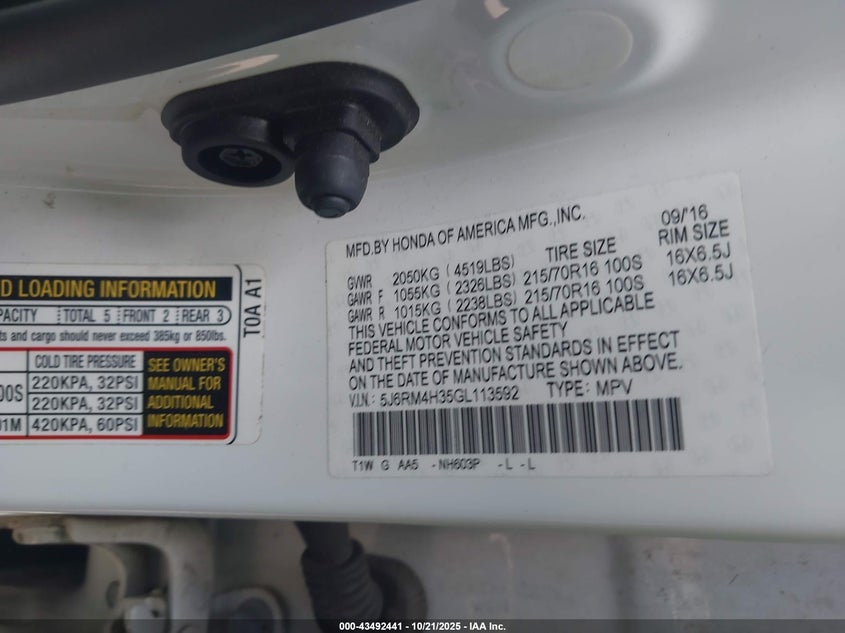 MFD.BY HONDA OF AMERICA MFG.,INC. 09/'16
TIRE SIZE RIM SIZE
GVWR 2050KG (4519LBS)
GAWR F 1055KG (2326LBS) 215/70R16 100S 16X6.5J
GAWR R 1015KG (2238LBS) 215/70R16 100S 16X6.5J
THIS VEHICLE CONFORMS TO ALL APPLICABLE
FEDERAL MOTOR VEHICLE SAFETY
AND THEFT PREVENTION STANDARDS IN EFFECT
ON THE DATE OF MANUFACTURE SHOWN ABOVE.
V.I.N.: 5J6RM4H35GL113592 TYPE: MPV
T1W G AA5 -NH603P -L -L
D LOADING INFORMATION
PACITY TOTAL 5 FRONT 2 REAR 3
ts and cargo should never exceed 385kg or 850lbs.
COLD TIRE PRESSURE
00S 220KPA, 32PSI
220KPA, 32PSI
01M 420KPA, 60PSI
SEE OWNER'S
MANUAL FOR
ADDITIONAL
INFORMATION
T0A A1
000-43492441 - 10/21/2025 - IAA Inc.